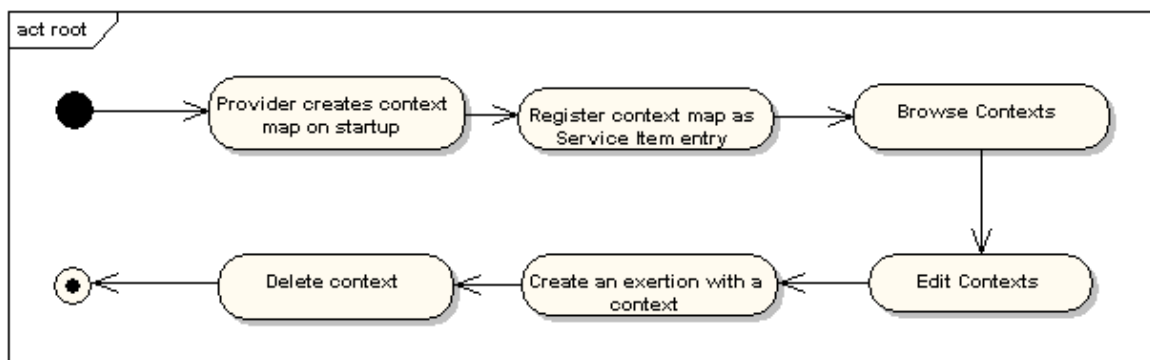 act root
Provider creates context
map on startup
Register context map as
Service Item entry
Browse Contexts
Delete context
Create an exertion with a
context
Edit Contexts